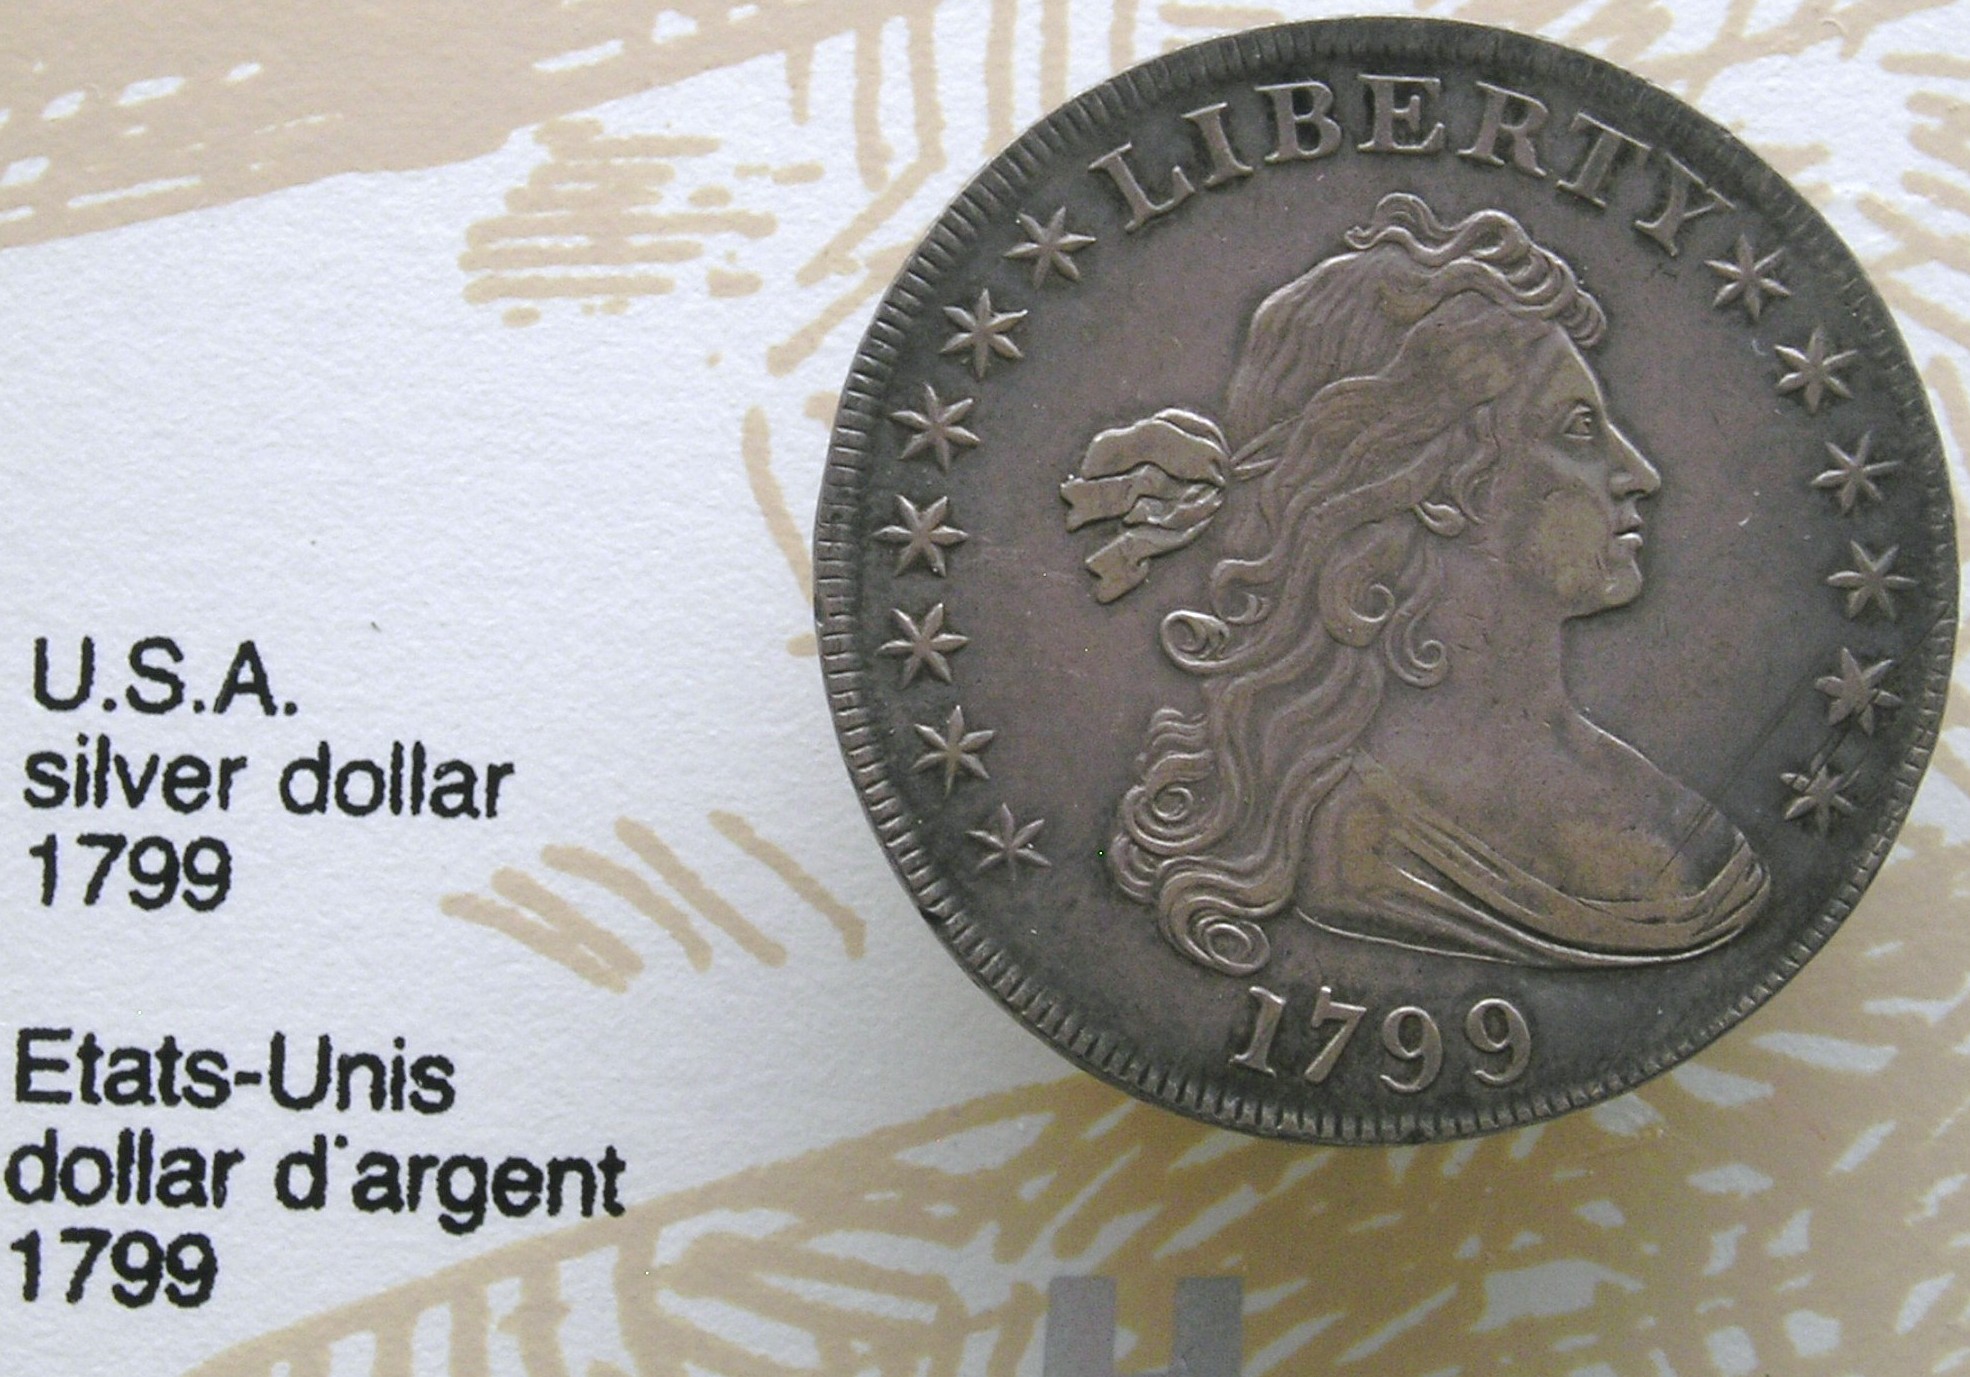 LIBERTY
1799
U.S.A.
silver dollar
1799
Etats-Unis
dollar d'argent
1799